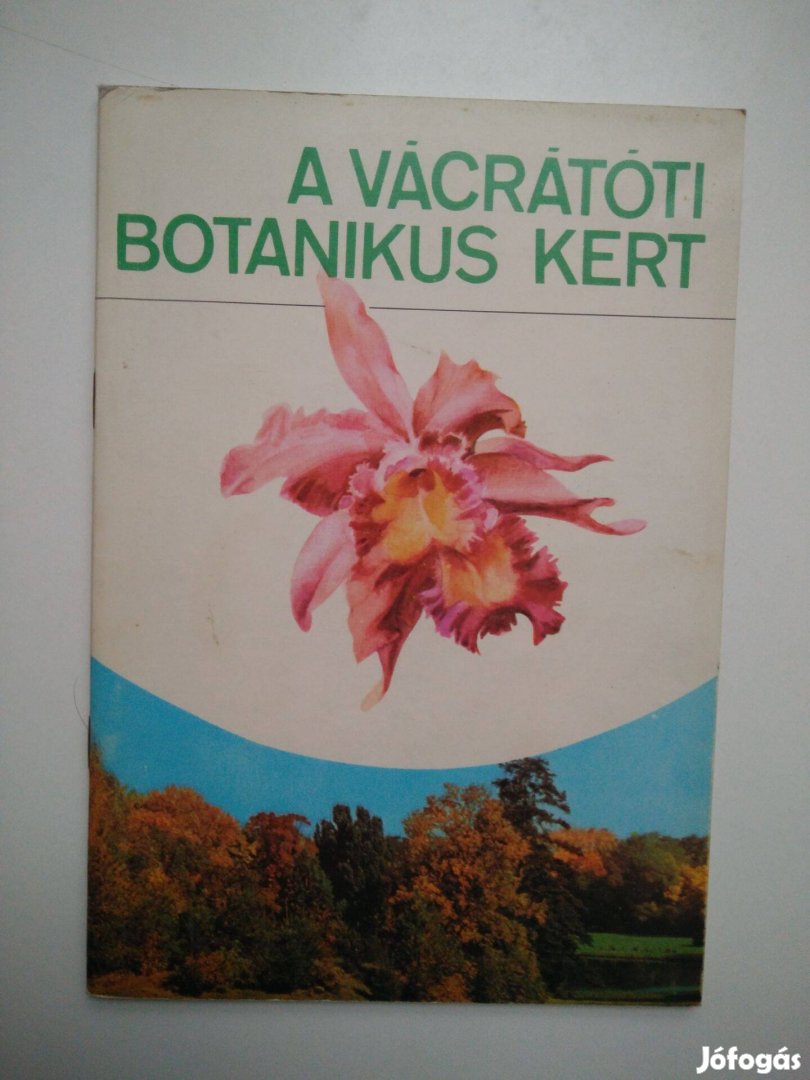 A VÁCRÁTÓTI
BOTANIKUS KERT
Jófogás